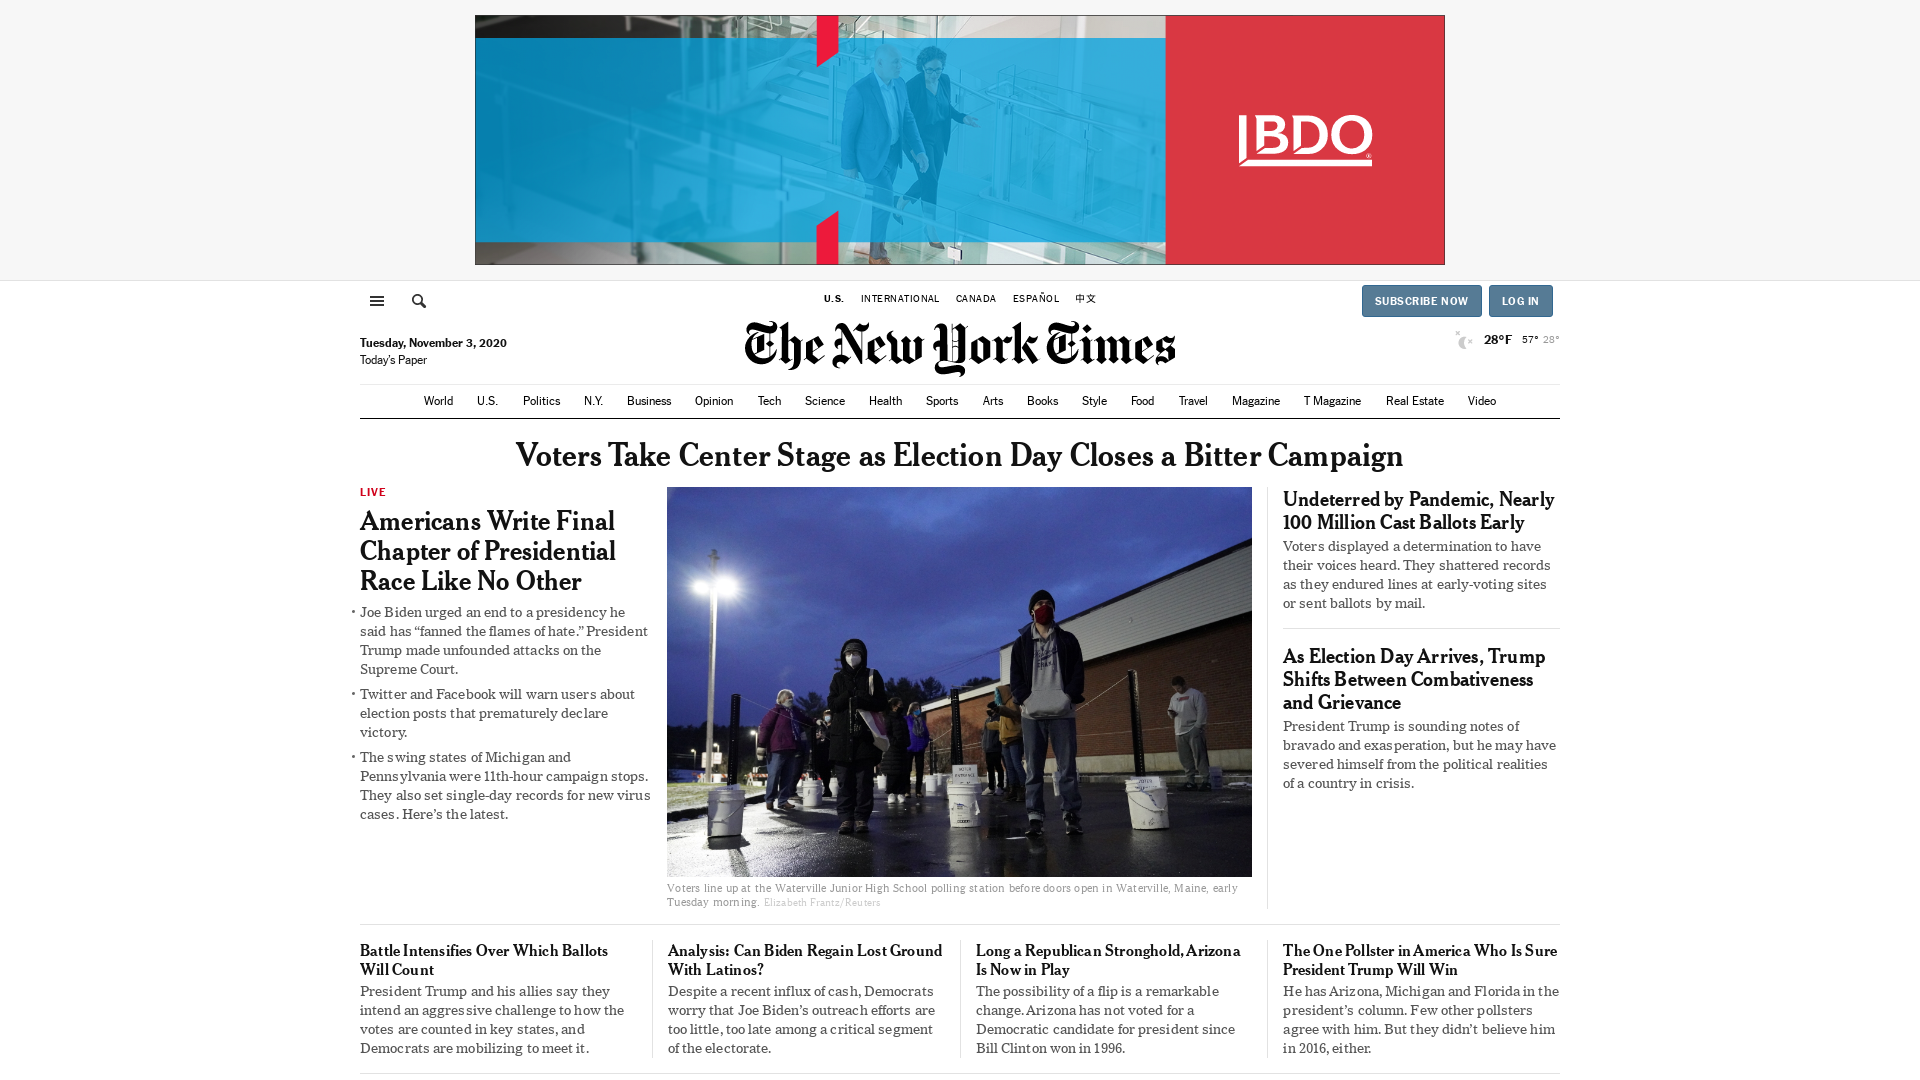 IBDO
U.S. INTERNATIONAL CANADA ESPAÑOL 中文
SUBSCRIBE NOW LOG IN
Tuesday, November 3, 2020
Today's Paper
The New York Times
28°F 57° 28°
World U.S. Politics N.Y. Business Opinion Tech Science Health Sports Arts Books Style Food Travel Magazine T Magazine Real Estate Video
Voters Take Center Stage as Election Day Closes a Bitter Campaign
LIVE
Americans Write Final
Chapter of Presidential
Race Like No Other
• Joe Biden urged an end to a presidency he
said has “fanned the flames of hate.” President
Trump made unfounded attacks on the
Supreme Court.
• Twitter and Facebook will warn users about
election posts that prematurely declare
victory.
• The swing states of Michigan and
Pennsylvania were 11th-hour campaign stops.
They also set single-day records for new virus
cases. Here’s the latest.
VOTER
ENTRANCE
VOTER
Voters line up at the Waterville Junior High School polling station before doors open in Waterville, Maine, early
Tuesday morning. Elizabeth Frantz/Reuters
Undeterred by Pandemic, Nearly
100 Million Cast Ballots Early
Voters displayed a determination to have
their voices heard. They shattered records
as they endured lines at early-voting sites
or sent ballots by mail.
As Election Day Arrives, Trump
Shifts Between Combativeness
and Grievance
President Trump is sounding notes of
bravado and exasperation, but he may have
severed himself from the political realities
of a country in crisis.
Battle Intensifies Over Which Ballots
Will Count
President Trump and his allies say they
intend an aggressive challenge to how the
votes are counted in key states, and
Democrats are mobilizing to meet it.
Analysis: Can Biden Regain Lost Ground
With Latinos?
Despite a recent influx of cash, Democrats
worry that Joe Biden’s outreach efforts are
too little, too late among a critical segment
of the electorate.
Long a Republican Stronghold, Arizona
Is Now in Play
The possibility of a flip is a remarkable
change. Arizona has not voted for a
Democratic candidate for president since
Bill Clinton won in 1996.
The One Pollster in America Who Is Sure
President Trump Will Win
He has Arizona, Michigan and Florida in the
president’s column. Few other pollsters
agree with him. But they didn’t believe him
in 2016, either.